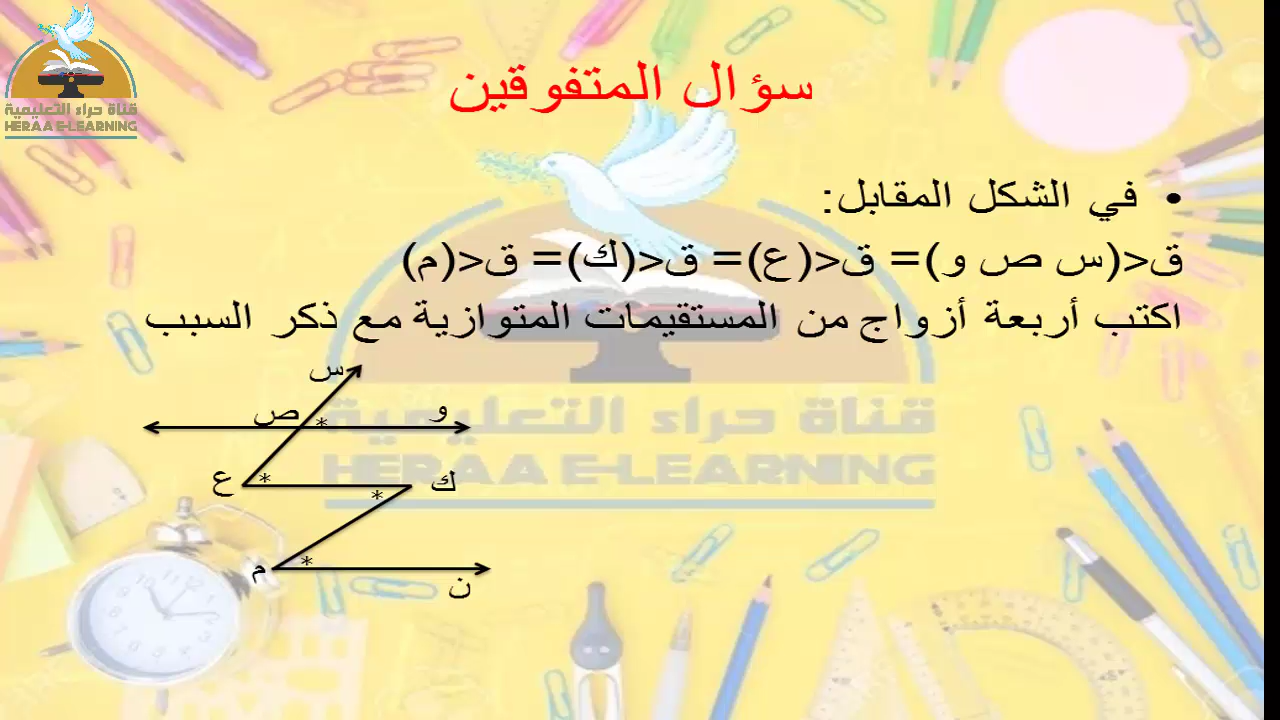 قناة حراء التعليمية
HERAA E-LEARNING
سؤال المتفوقين
• في الشكل المقابل:
ق<(س ص و)= ق<(ع)= ق<(ك)= ق<(م)
اكتب أربعة أزواج من المستقيمات المتوازية مع ذكر السبب
س
ص
و
*
قناة حراء التعليمية
ع
*
ك
*
HERAA E-LEARNING
م
*
ن